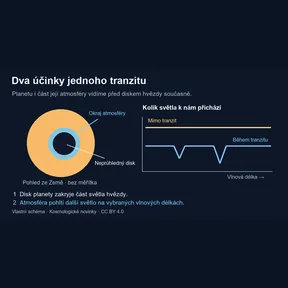 Dva účinky jednoho tranzitu
Planetu i část její atmosféry vidíme před diskem hvězdy současně.
Kolik světla k nám přichází
Okraj atmosféry
Mimo tranzit
Během tranzitu
Neprůhledný disk
Vlnová délka →
Pohled ze Země · bez měřítka
1 Disk planety zakryje část světla hvězdy.
2 Atmosféra pohltí další světlo na vybraných vlnových délkách.
Vlastní schéma · Kosmologické novinky · CC BY 4.0